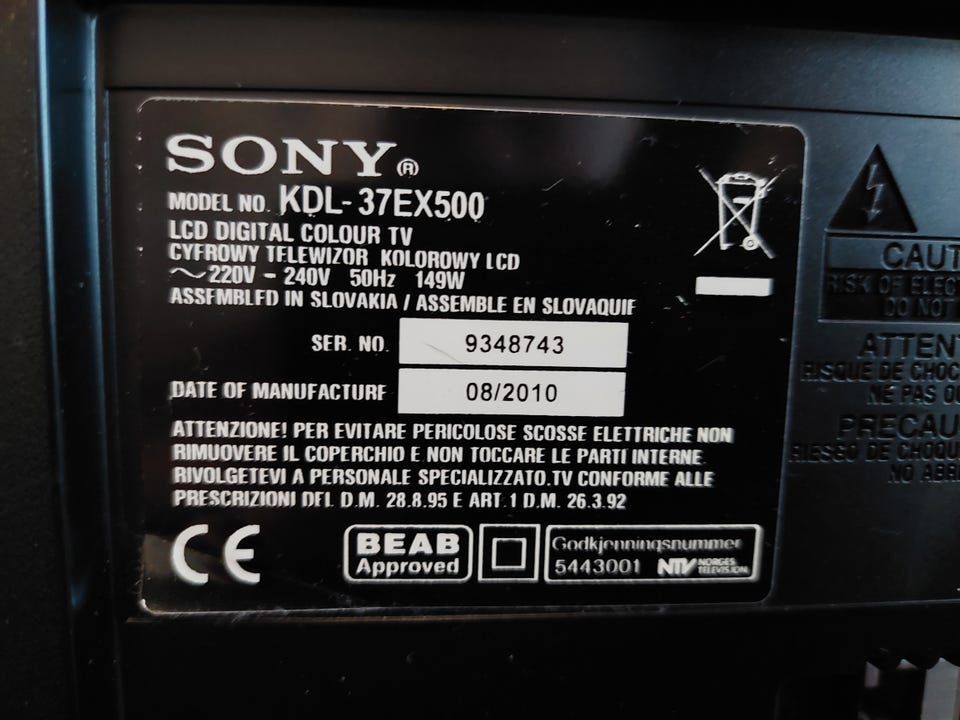 SONY®
MODEL NO. KDL-37EX500
LCD DIGITAL COLOUR TV
CYFROWY TELEWIZOR KOLOROWY LCD
~220V - 240V 50Hz 149W
ASSEMBLED IN SLOVAKIA / ASSEMBLE EN SLOVAQUIE
SER. NO. 9348743
DATE OF MANUFACTURE 08/2010
ATTENZIONE! PER EVITARE PERICOLOSE SCOSSE ELETTRICHE NON
RIMUOVERE IL COPERCHIO E NON TOCCARE LE PARTI INTERNE.
RIVOLGETEVI A PERSONALE SPECIALIZZATO.TV CONFORME ALLE
PRESCRIZIONI DEL D.M. 28.8.95 E ART.1 D.M. 26.3.92
CE
BEAB
Approved
Godkjenningsnummer
5443001 NTV NORGES
TELEVISJON
CAUT
RISK OF ELEC
DO NOT
ATTENT
RISQUE DE CHOC
NE PAS OU
PRECAU
RIESGO DE CHOQU
NO ABR